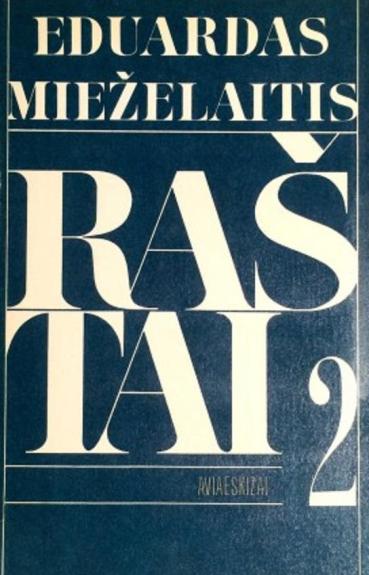 EDUARDAS
MIEŽELAITIS
RAŠ
TAI
2
AVIAESKIZAI